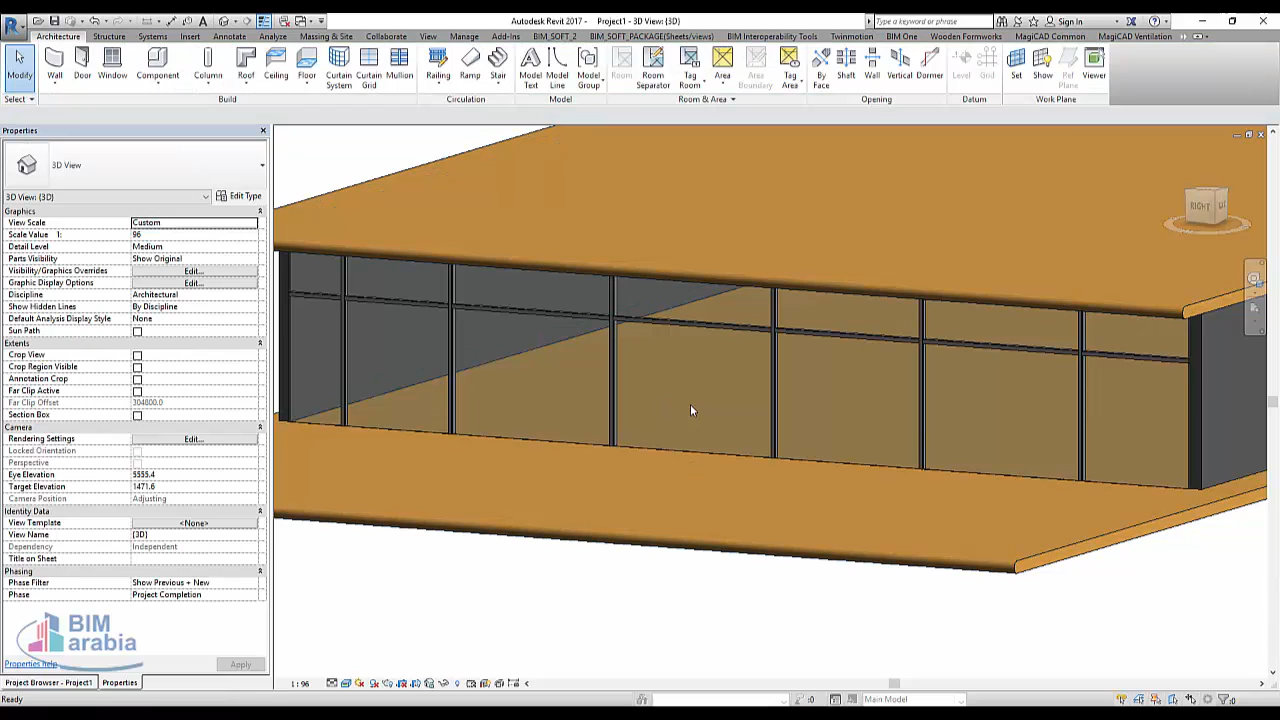 Autodesk Revit 2017 - Project1 - 3D View: {3D}
Type a keyword or phrase
Sign In
Architecture Structure Systems Insert Annotate Analyze Massing & Site Collaborate View Manage Add-Ins BIM_SOFT_2 BIM_SOFT_PACKAGE(Sheets/views) BIM Interoperability Tools Twinmotion BIM One Wooden Formworks MagiCAD Common MagiCAD Ventilation
Modify Wall Door Window Component Column Roof Ceiling Floor Curtain System Curtain Grid Mullion Railing Ramp Stair Model Text Model Line Model Group Room Room Separator Tag Room Area Area Boundary Tag Area By Face Shaft Wall Vertical Dormer Level Grid Set Show Ref Plane Viewer
Select Build Circulation Model Room & Area Opening Datum Work Plane
Properties
3D View
3D View: {3D} Edit Type
Graphics
View Scale Custom
Scale Value 1: 96
Detail Level Medium
Parts Visibility Show Original
Visibility/Graphics Overrides Edit...
Graphic Display Options Edit...
Discipline Architectural
Show Hidden Lines By Discipline
Default Analysis Display Style None
Sun Path
Extents
Crop View
Crop Region Visible
Annotation Crop
Far Clip Active
Far Clip Offset 304800.0
Section Box
Camera
Rendering Settings Edit...
Locked Orientation
Perspective
Eye Elevation 5555.4
Target Elevation 1471.6
Camera Position Adjusting
Identity Data
View Template <None>
View Name {3D}
Dependency Independent
Title on Sheet
Phasing
Phase Filter Show Previous + New
Phase Project Completion
BIM
arabia
Properties help Apply
Project Browser - Project1 Properties
1 : 96
Ready
:0
Main Model
:0
RIGHT